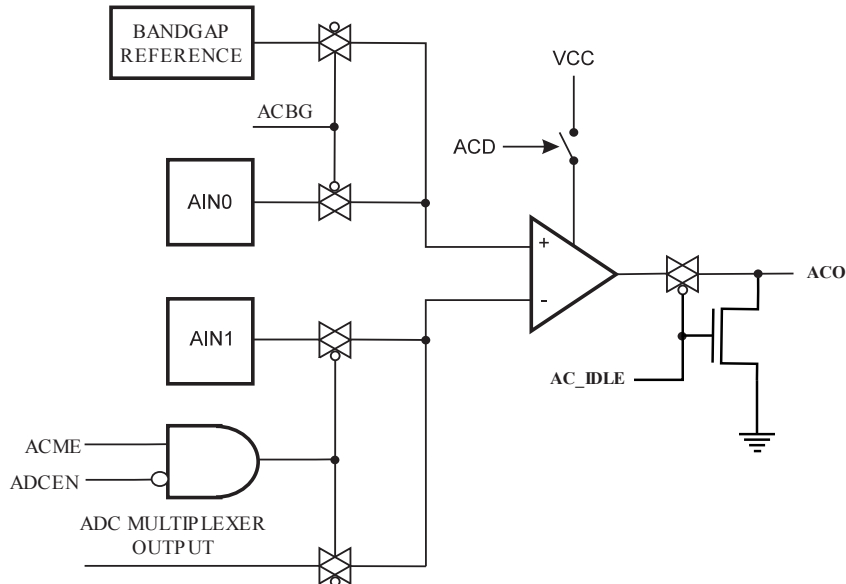 BANDGAP
REFERENCE
VCC
ACBG
ACD
AIN0
+
-
ACO
AIN1
AC_IDLE
ACME
ADCEN
ADC MULTIPLEXER
OUTPUT